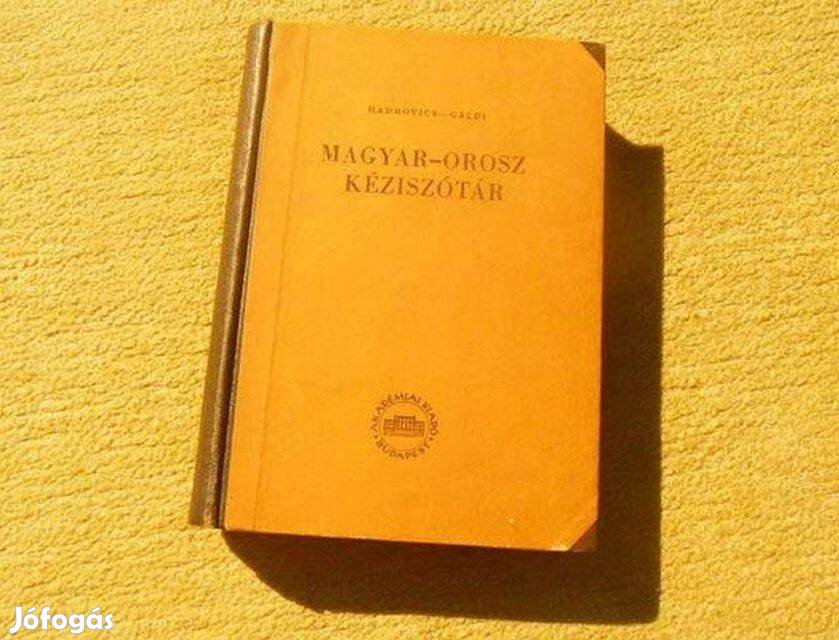 HADROVICS—GÁLDI
MAGYAR–OROSZ
KÉZISZÓTÁR
AKADÉMIAI KIADÓ
BUDAPEST
Jófogás